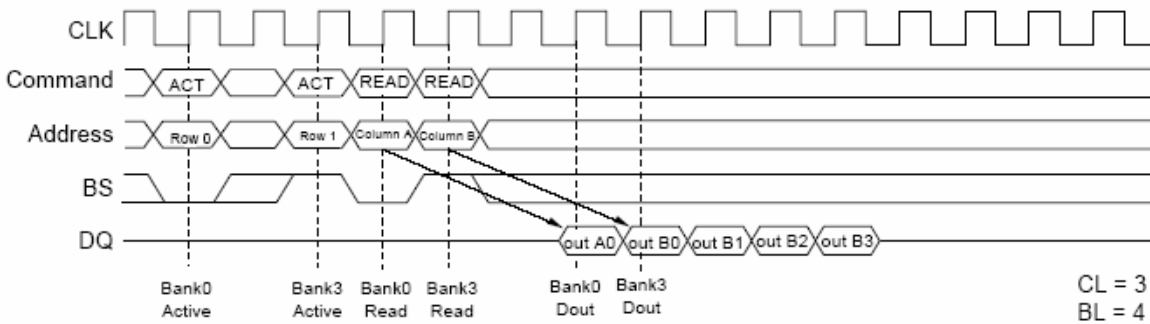 CLK
Command ACT ACT READ READ
Address Row 0 Row 1 Column A Column B
BS
DQ out A0 out B0 out B1 out B2 out B3
Bank0 Active Bank3 Active Bank0 Read Bank3 Read Bank0 Dout Bank3 Dout
CL = 3
BL = 4